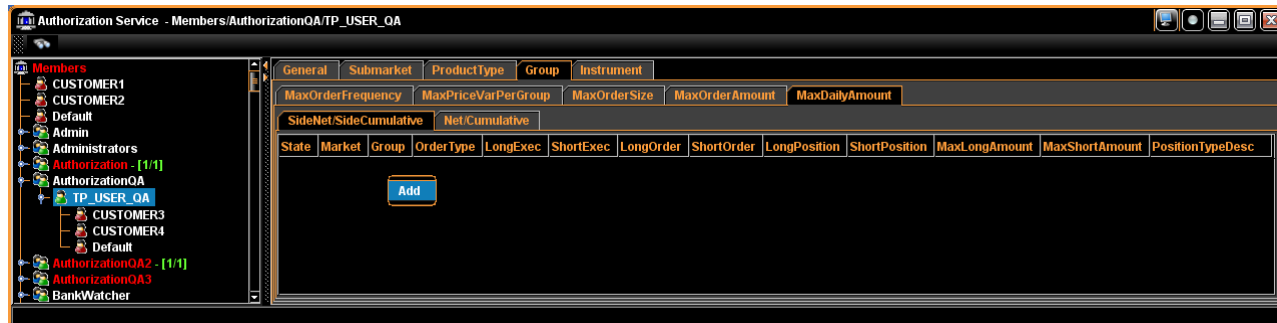 Authorization Service - Members/AuthorizationQA/TP_USER_QA
Members
CUSTOMER1
CUSTOMER2
Default
Admin
Administrators
Authorization - [1/1]
AuthorizationQA
TP_USER_QA
CUSTOMER3
CUSTOMER4
Default
AuthorizationQA2 - [1/1]
AuthorizationQA3
BankWatcher
General Submarket ProductType Group Instrument
MaxOrderFrequency MaxPriceVarPerGroup MaxOrderSize MaxOrderAmount MaxDailyAmount
SideNet/SideCumulative Net/Cumulative
State Market Group OrderType LongExec ShortExec LongOrder ShortOrder LongPosition ShortPosition MaxLongAmount MaxShortAmount PositionTypeDesc
Add